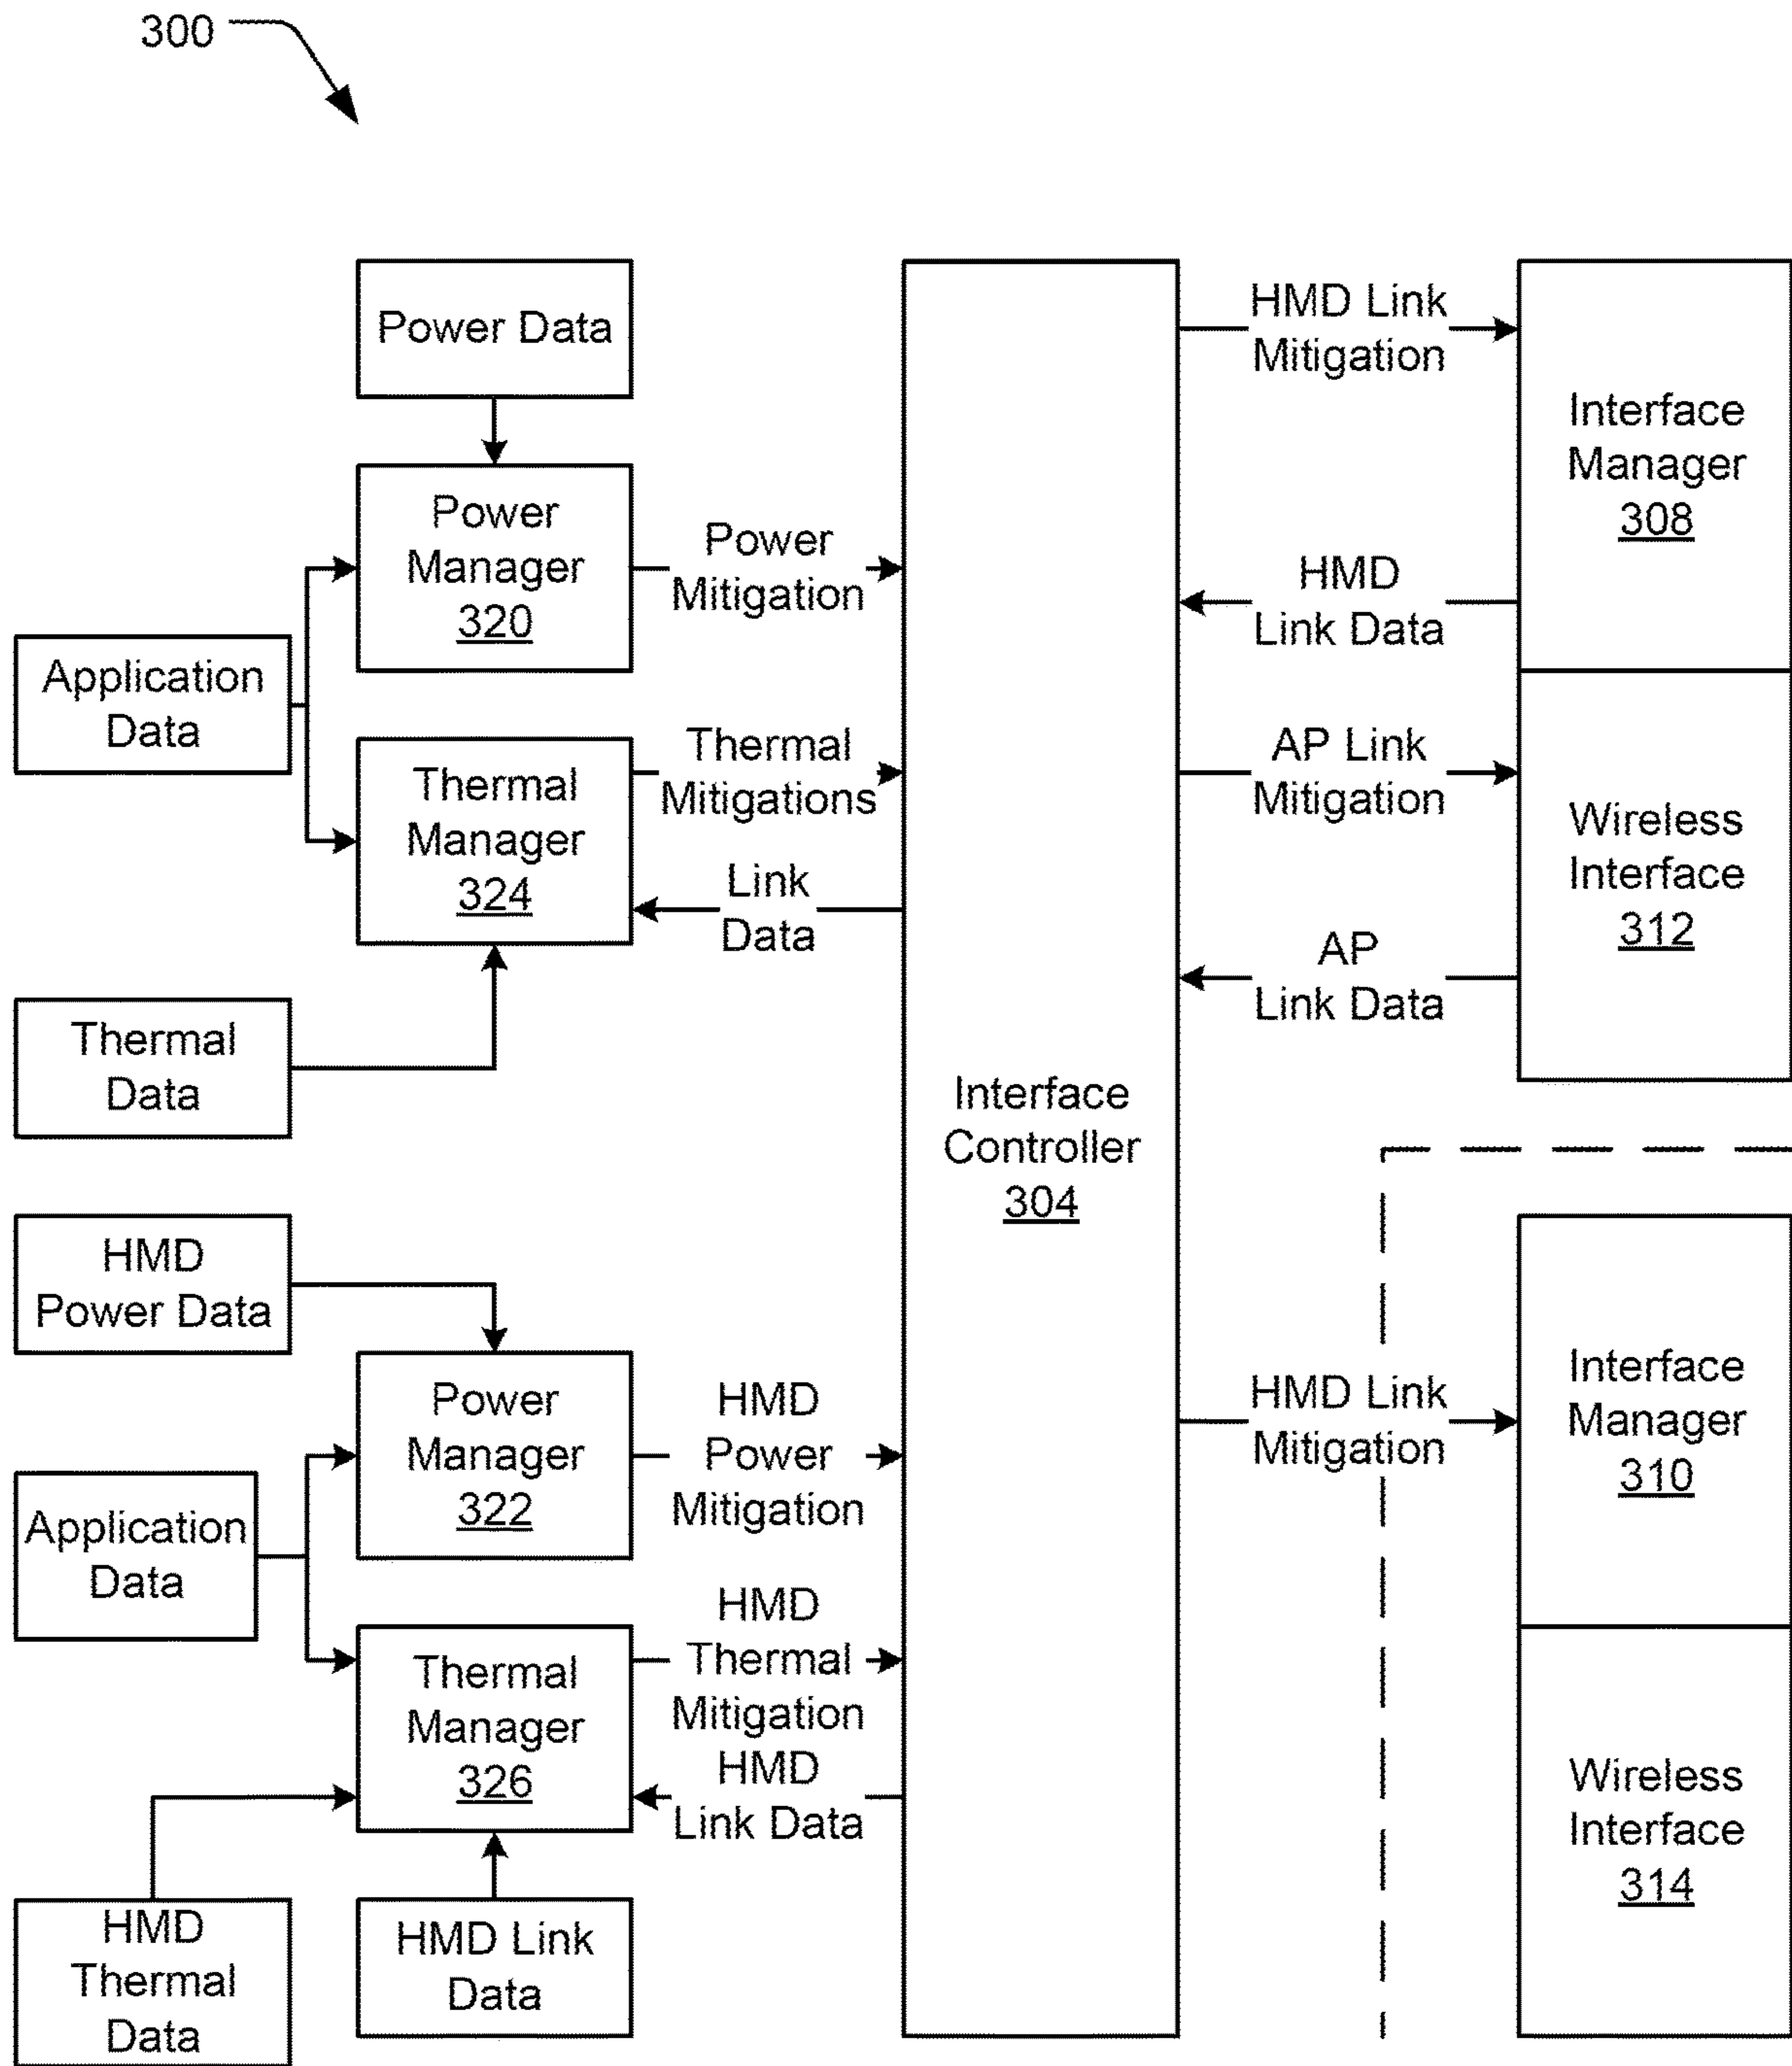 300
Power Data
Power
Manager
320
Power
Mitigation
Application
Data
Thermal
Manager
324
Thermal
Mitigations
Link
Data
Thermal
Data
HMD
Power Data
Power
Manager
322
HMD
Power
Mitigation
Application
Data
Thermal
Manager
326
HMD
Thermal
Mitigation
HMD
Link Data
HMD
Thermal
Data
HMD Link
Data
Interface
Controller
304
HMD Link
Mitigation
HMD
Link Data
AP Link
Mitigation
AP
Link Data
HMD Link
Mitigation
Interface
Manager
308
Wireless
Interface
312
Interface
Manager
310
Wireless
Interface
314